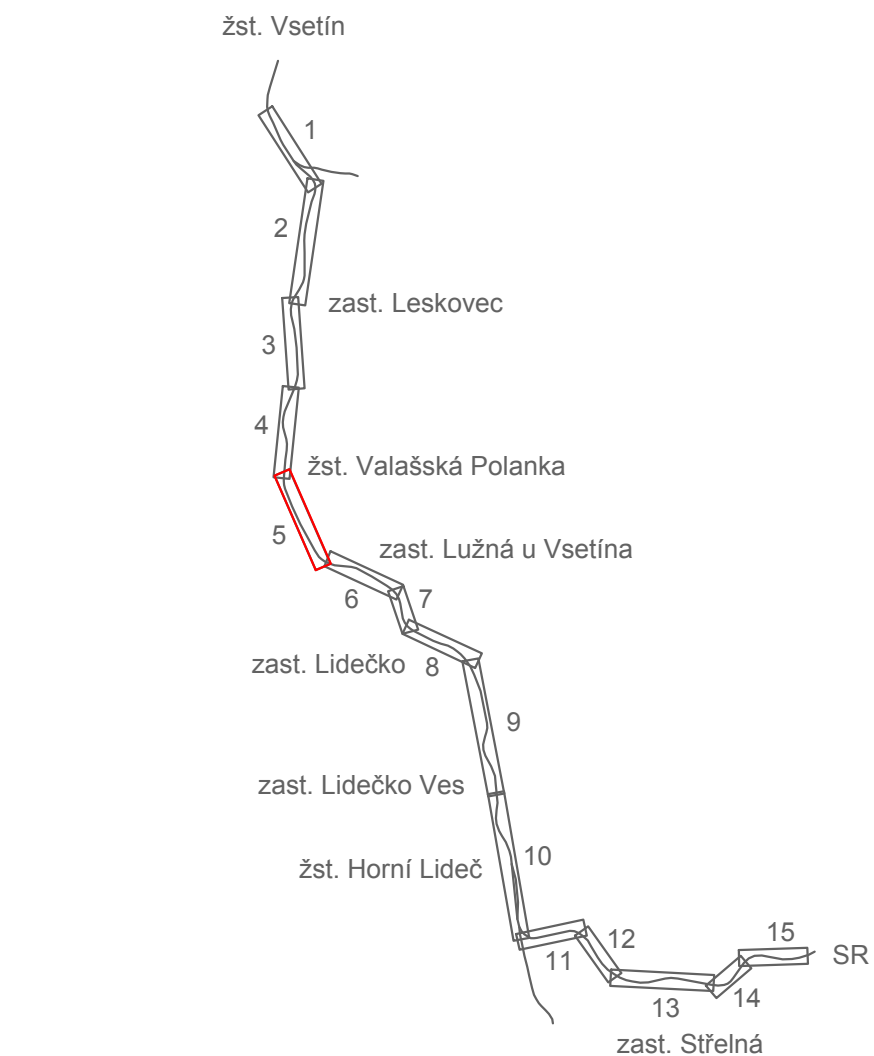 žst. Vsetín
1
2
zast. Leskovec
3
4
žst. Valašská Polanka
5
zast. Lužná u Vsetína
6
7
zast. Lidečko
8
9
zast. Lidečko Ves
10
žst. Horní Lideč
11
12
13
14
15
SR
zast. Střelná